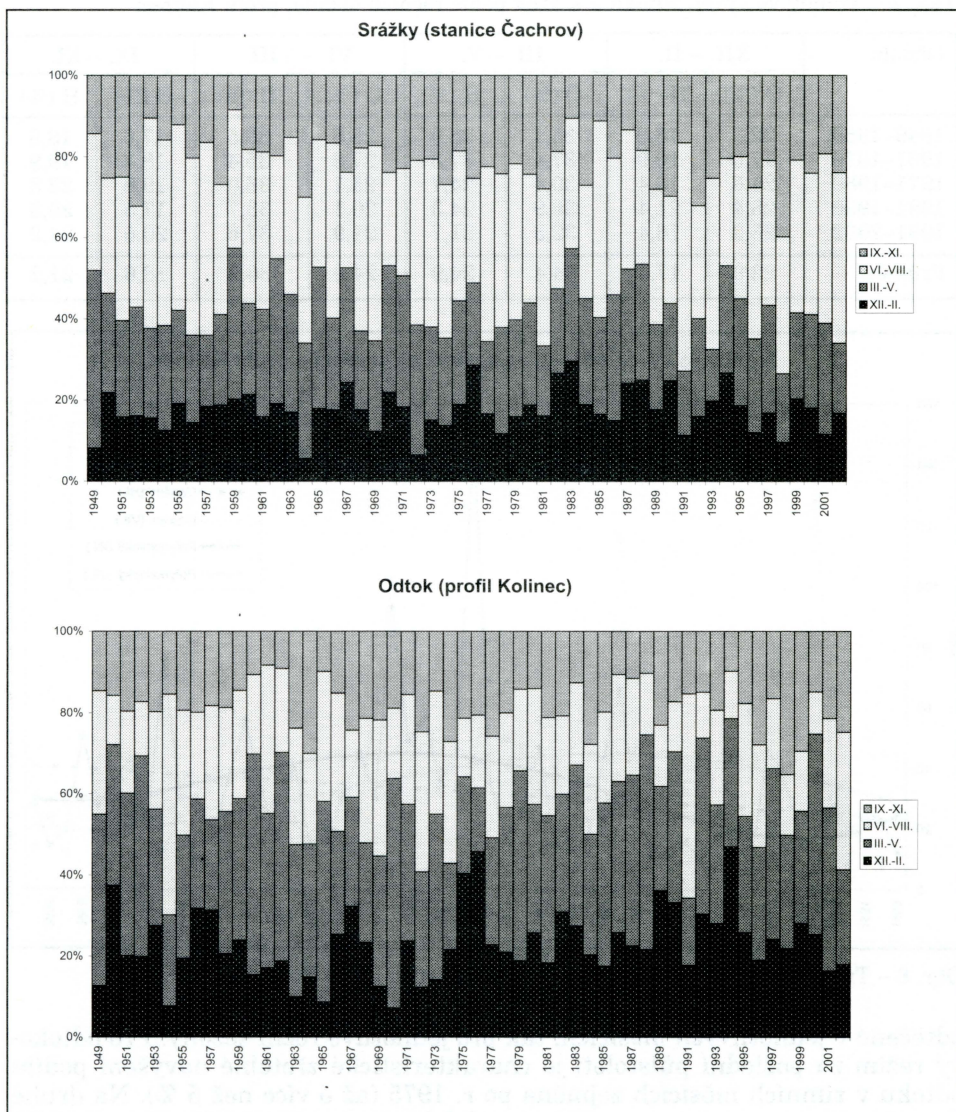 Srážky (stanice Čachrov)
100%
80%
60%
40%
20%
0%
IX.-XI.
VI.-VIII.
III.-V.
XII.-II.
1949 1951 1953 1955 1957 1959 1961 1963 1965 1967 1969 1971 1973 1975 1977 1979 1981 1983 1985 1987 1989 1991 1993 1995 1997 1999 2001
Odtok (profil Kolinec)
100%
80%
60%
40%
20%
0%
IX.-XI.
VI.-VIII.
III.-V.
XII.-II.
1949 1951 1953 1955 1957 1959 1961 1963 1965 1967 1969 1971 1973 1975 1977 1979 1981 1983 1985 1987 1989 1991 1993 1995 1997 1999 2001